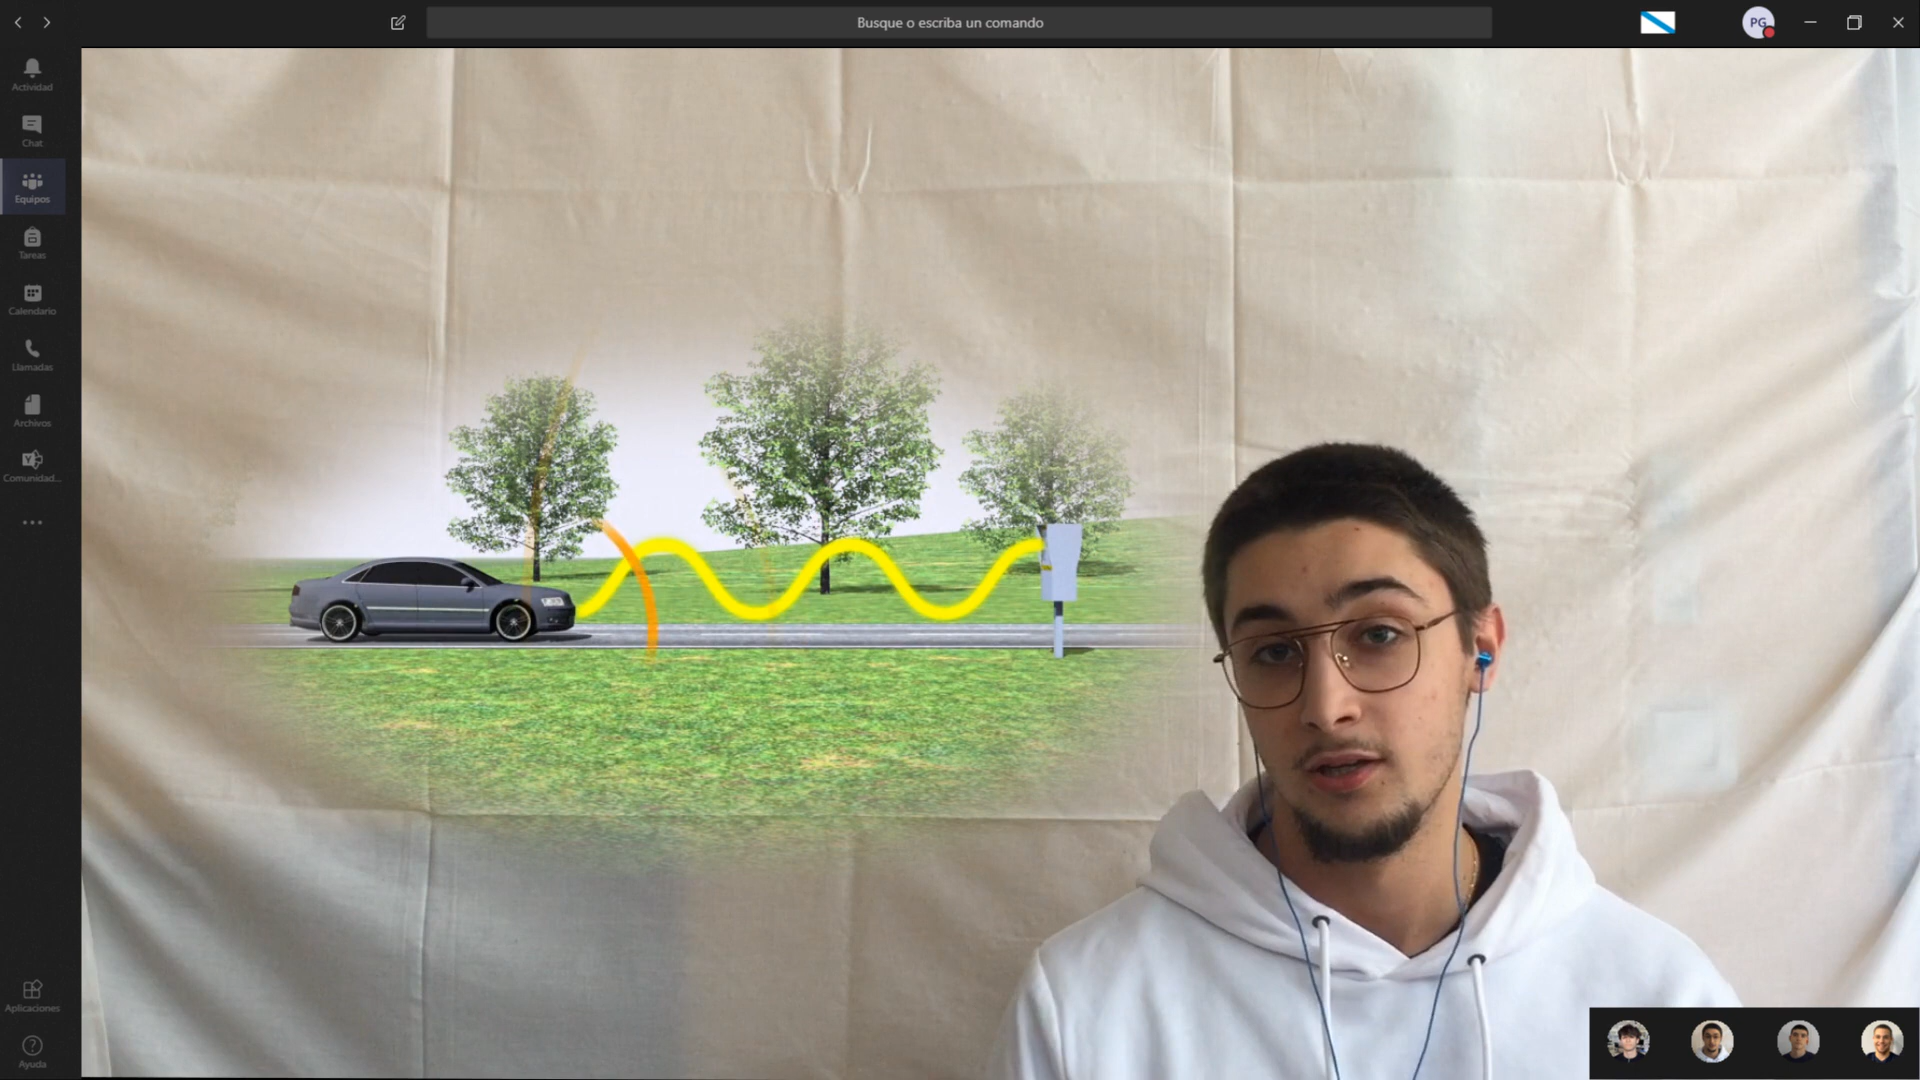 Busque o escriba un comando
PG
Actividad
Chat
Equipos
Tareas
Calendario
Llamadas
Archivos
Comunidad...
Aplicaciones
Ayuda